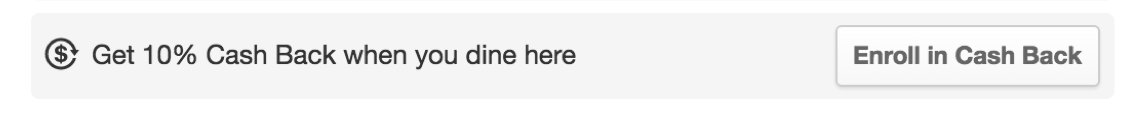 Get 10% Cash Back when you dine here
Enroll in Cash Back